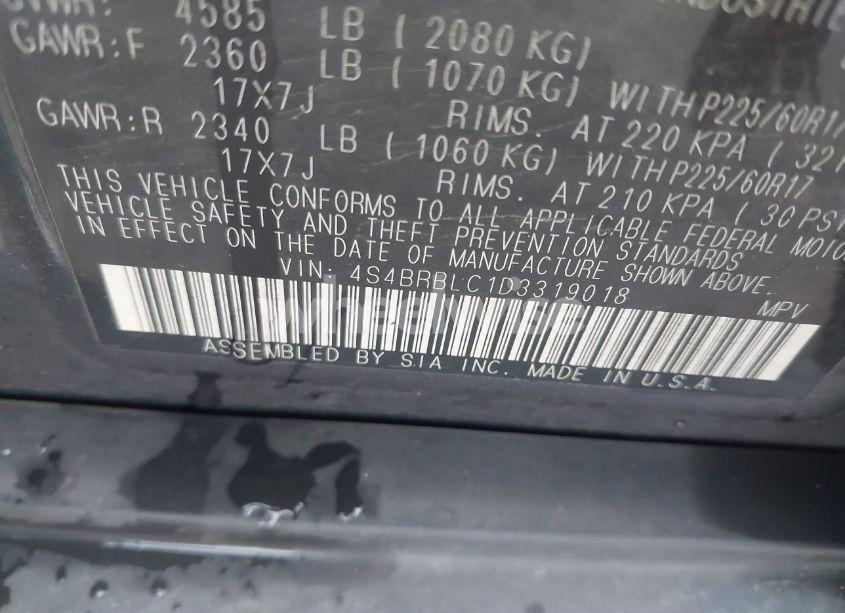 GVWR: 4585 LB ( 2080 KG)
GAWR:F 2360 LB ( 1070 KG) WITH P225/60R17
17X7J RIMS. AT 220 KPA ( 32
GAWR:R 2340 LB ( 1060 KG) WITH P225/60R17
17X7J RIMS. AT 210 KPA ( 30 PSI
THIS VEHICLE CONFORMS TO ALL APPLICABLE FEDERAL MOTOR
VEHICLE SAFETY AND THEFT PREVENTION STANDARDS
IN EFFECT ON THE DATE OF MANUFACTURE SHOWN ABOVE.
VIN: 4S4BRBLC1D3319018 MPV
ASSEMBLED BY SIA INC. MADE IN U.S.A.